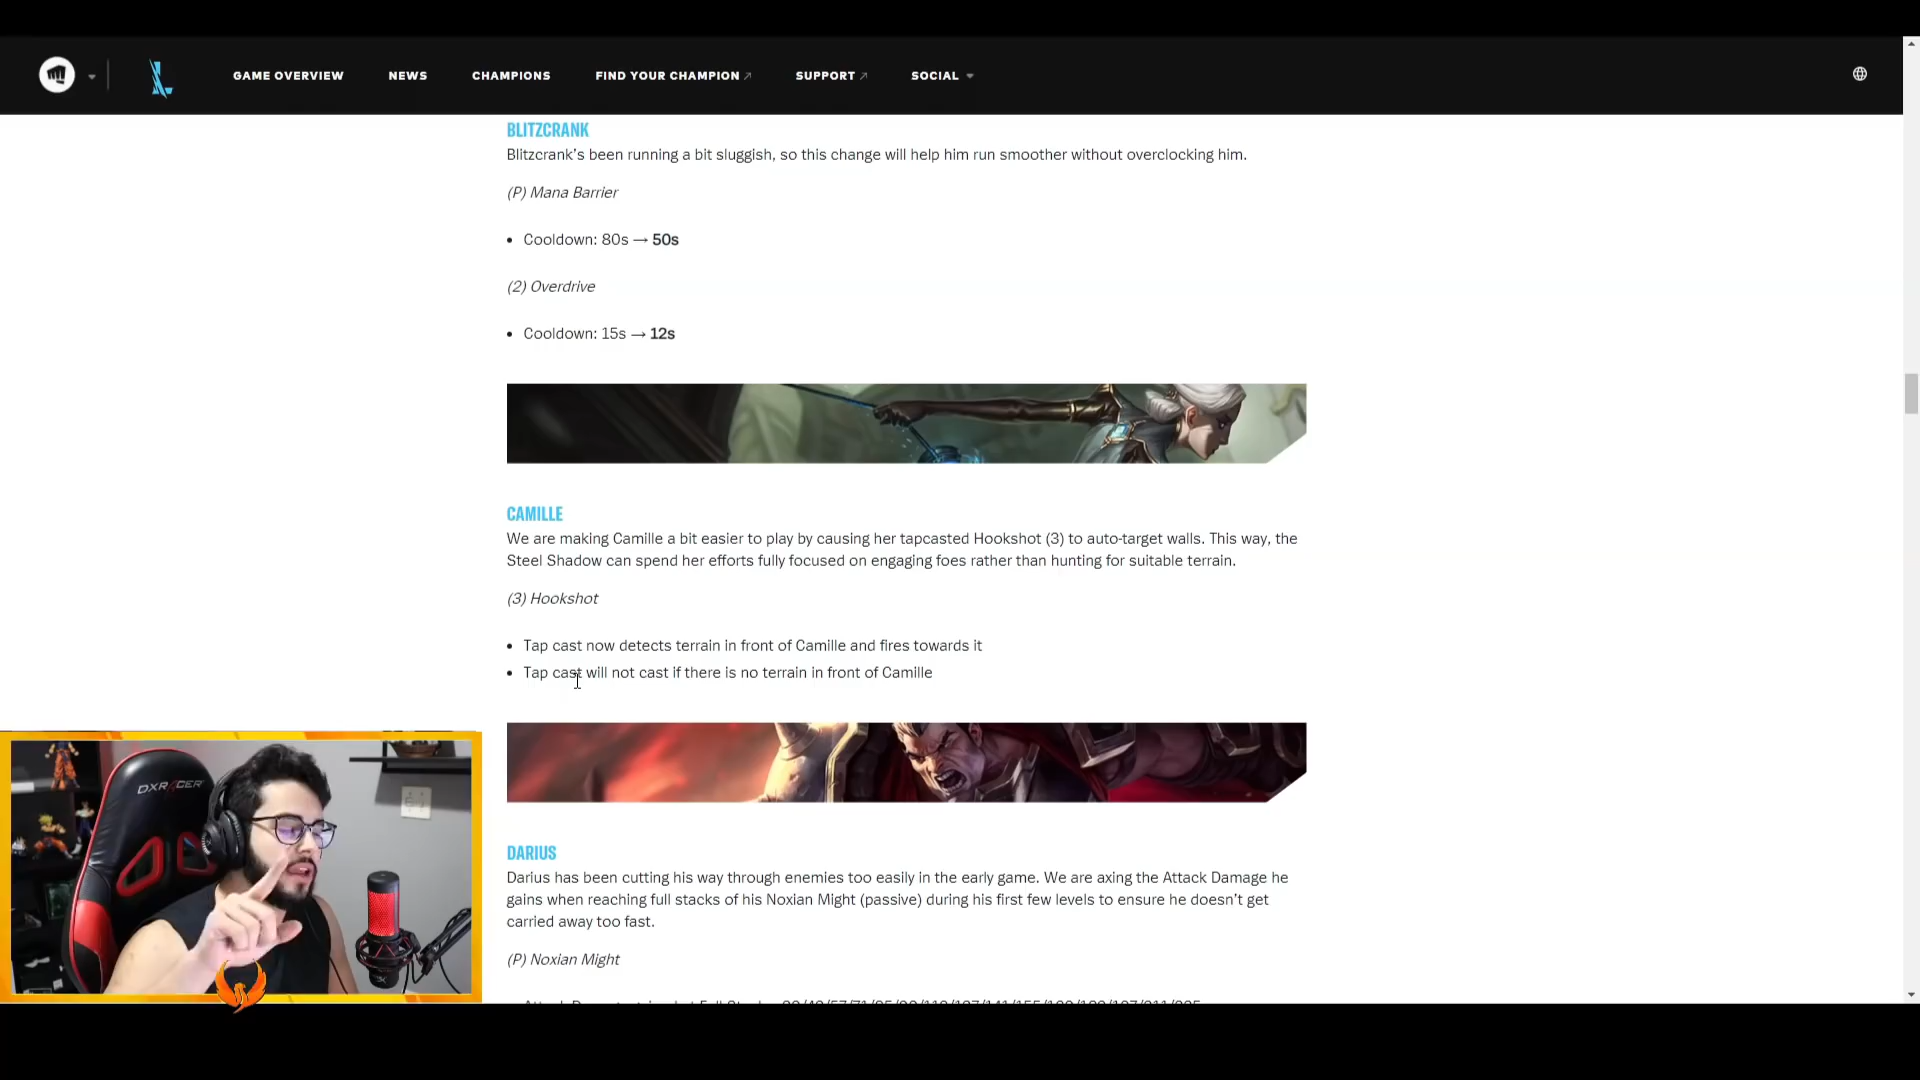 GAME OVERVIEW NEWS CHAMPIONS FIND YOUR CHAMPION SUPPORT SOCIAL
BLITZCRANK
Blitzcrank’s been running a bit sluggish, so this change will help him run smoother without overclocking him.
(P) Mana Barrier
• Cooldown: 80s → 50s
(2) Overdrive
• Cooldown: 15s → 12s
CAMILLE
We are making Camille a bit easier to play by causing her tapcasted Hookshot (3) to auto-target walls. This way, the
Steel Shadow can spend her efforts fully focused on engaging foes rather than hunting for suitable terrain.
(3) Hookshot
• Tap cast now detects terrain in front of Camille and fires towards it
• Tap cast will not cast if there is no terrain in front of Camille
DARIUS
Darius has been cutting his way through enemies too easily in the early game. We are axing the Attack Damage he
gains when reaching full stacks of his Noxian Might (passive) during his first few levels to ensure he doesn’t get
carried away too fast.
(P) Noxian Might
DXRACER